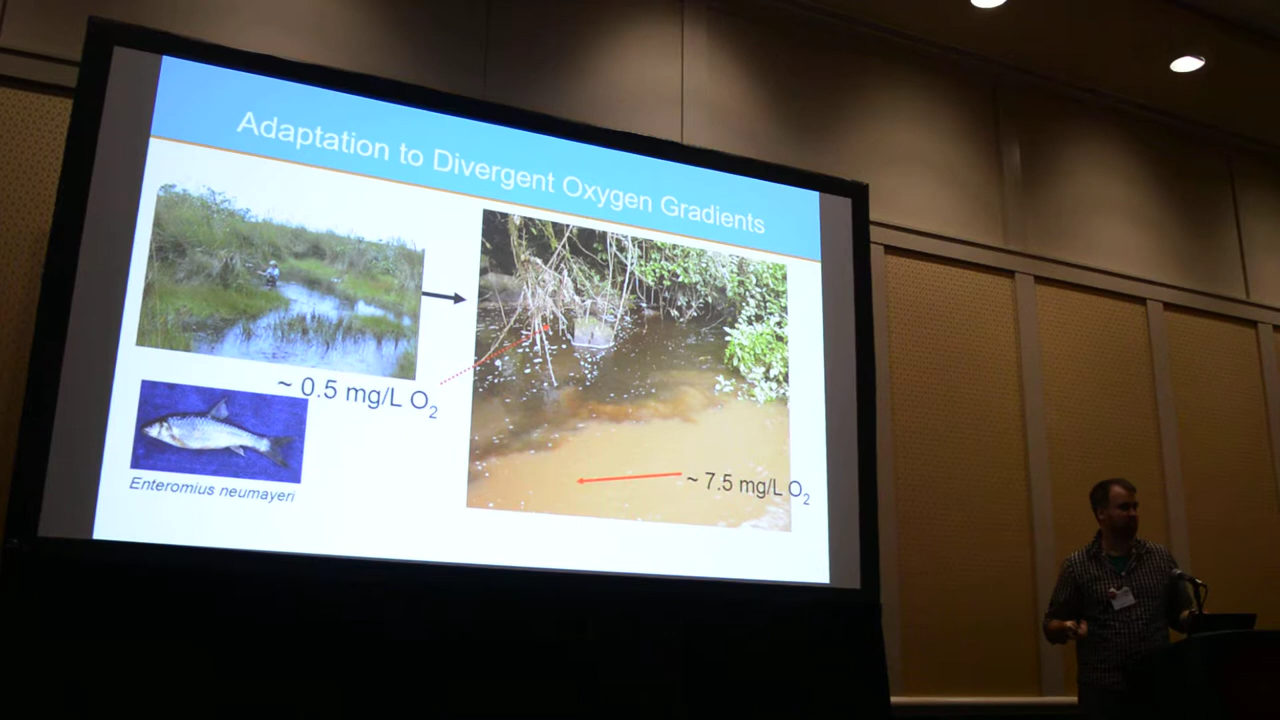 Adaptation to Divergent Oxygen Gradients
~ 0.5 mg/L O₂
Enteromius neumayeri
~ 7.5 mg/L O₂